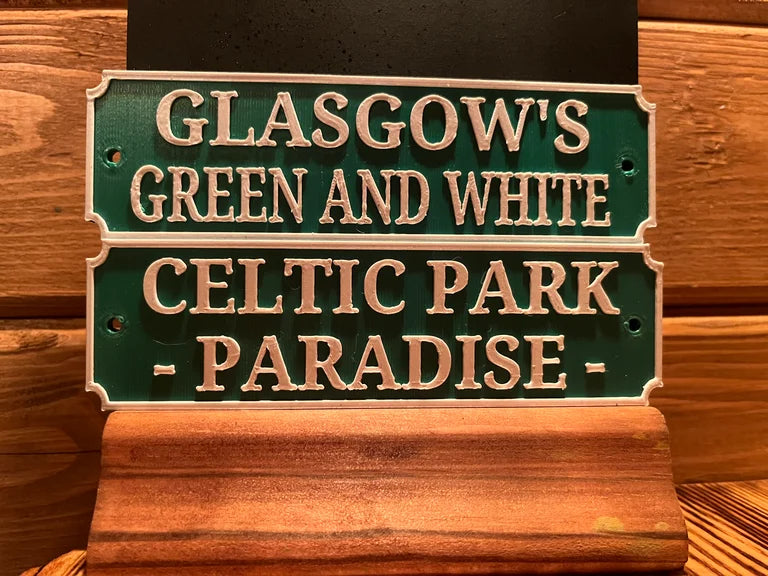 GLASGOW'S
GREEN AND WHITE
CELTIC PARK
- PARADISE -